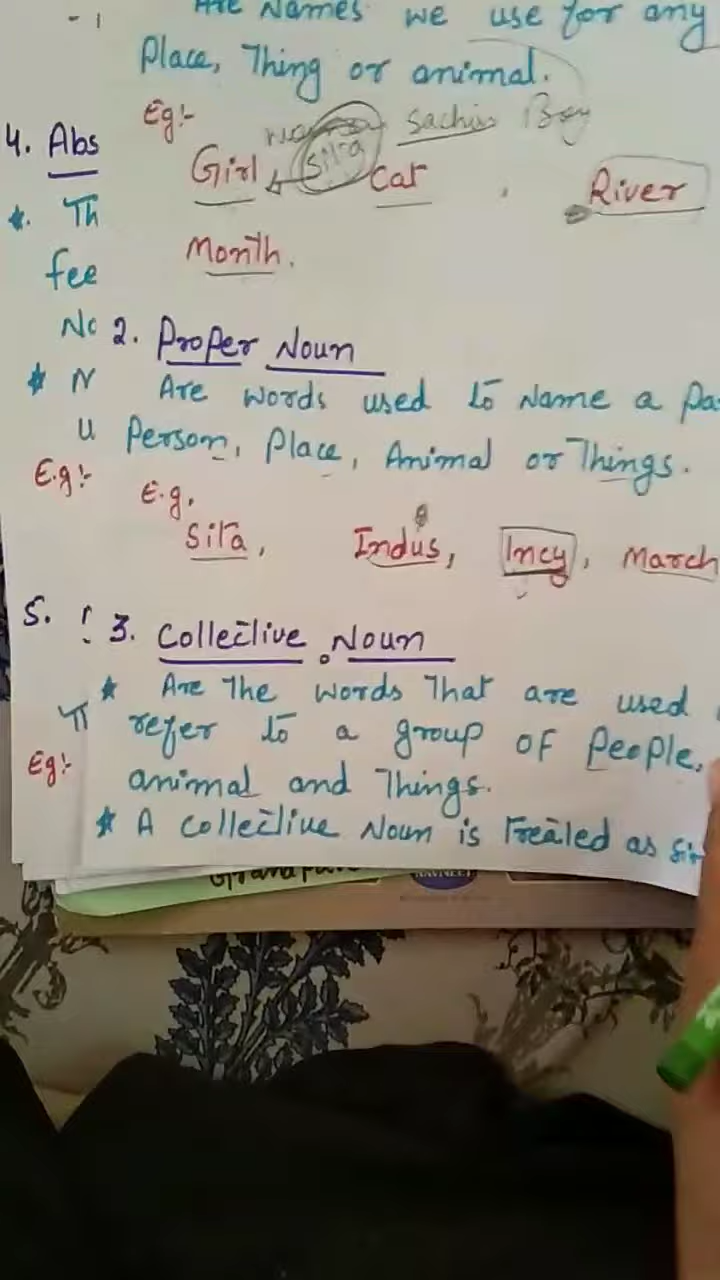 Are Names we use for any
Place, Thing or animal.
Eg:- Sachin Boy
Sita
Girl Cat , River
Month.
4. Abs
*. Th
fee
No
* N
u
E.g:-
5. !
Eg:-
2. Proper Noun
Are words used to Name a Pa
Person, Place, Animal or Things.
E.g.
Sita, Indus, Incy, March
3. Collective Noun
* Are The words That are used
refer to a group of People,
animal and Things.
* A collective Noun is Treated as sin
NAVNEET